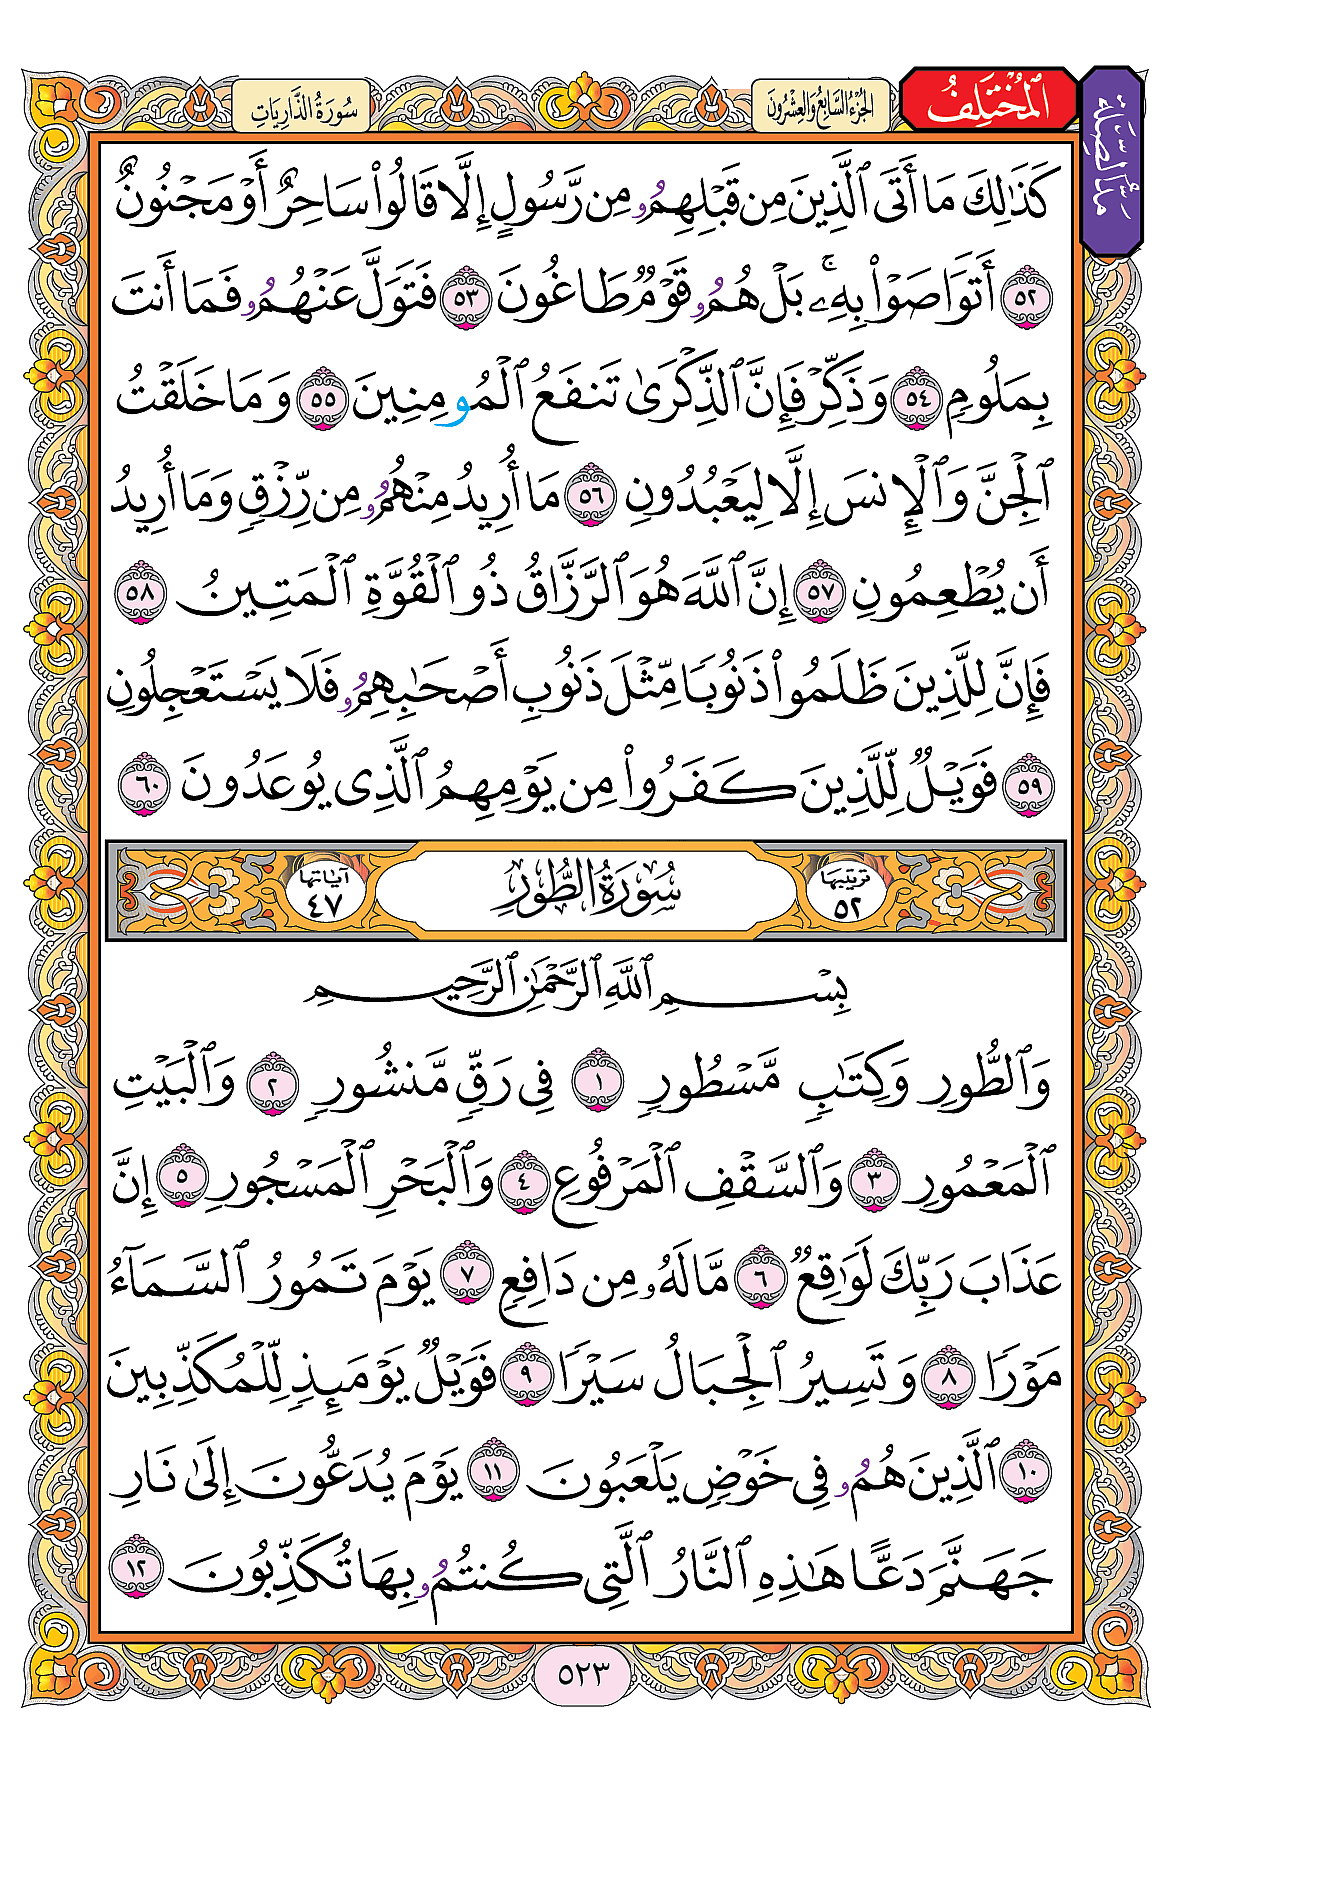 مَدُّ الصِّلَة
الْمُخْتَلِفُ
الجُزْءُ السَّابِعُ وَالعِشْرُونَ
سُورَةُ الذَّارِيَاتِ
كَذَٰلِكَ مَا أَتَى ٱلَّذِينَ مِن قَبْلِهِمُۥ مِن رَّسُولٍ إِلَّا قَالُوا۟ سَاحِرٌ أَوْ مَجْنُونٌ
٥٢ أَتَوَاصَوْا۟ بِهِۦۚ بَلْ هُمُۥ قَوْمٌ طَاغُونَ ٥٣ فَتَوَلَّ عَنْهُمُۥ فَمَا أَنتَ
بِمَلُومٍ ٥٤ وَذَكِّرْ فَإِنَّ ٱلذِّكْرَىٰ تَنفَعُ ٱلْمُومِنِينَ ٥٥ وَمَا خَلَقْتُ
ٱلْجِنَّ وَٱلْإِنسَ إِلَّا لِيَعْبُدُونِ ٥٦ مَا أُرِيدُ مِنْهُمُۥ مِن رِّزْقٍ وَمَا أُرِيدُ
أَن يُطْعِمُونِ ٥٧ إِنَّ ٱللَّهَ هُوَ ٱلرَّزَّاقُ ذُو ٱلْقُوَّةِ ٱلْمَتِينُ ٥٨
فَإِنَّ لِلَّذِينَ ظَلَمُوا۟ ذَنُوبًا مِّثْلَ ذَنُوبِ أَصْحَٰبِهِمُۥ فَلَا يَسْتَعْجِلُونِ
٥٩ فَوَيْلٌ لِّلَّذِينَ كَفَرُوا۟ مِن يَوْمِهِمُ ٱلَّذِى يُوعَدُونَ ٦٠
ترتيبها ٥٢ سُورَةُ الطُّورِ آياتها ٤٧
بِسْمِ ٱللَّهِ ٱلرَّحْمَٰنِ ٱلرَّحِيمِ
وَٱلطُّورِ وَكِتَٰبٍ مَّسْطُورٍ ١ فِى رَقٍّ مَّنشُورٍ ٢ وَٱلْبَيْتِ
ٱلْمَعْمُورِ ٣ وَٱلسَّقْفِ ٱلْمَرْفُوعِ ٤ وَٱلْبَحْرِ ٱلْمَسْجُورِ ٥ إِنَّ
عَذَابَ رَبِّكَ لَوَٰقِعٌ ٦ مَّا لَهُۥ مِن دَافِعٍ ٧ يَوْمَ تَمُورُ ٱلسَّمَآءُ
مَوْرًا ٨ وَتَسِيرُ ٱلْجِبَالُ سَيْرًا ٩ فَوَيْلٌ يَوْمَئِذٍ لِّلْمُكَذِّبِينَ
١٠ ٱلَّذِينَ هُمُۥ فِى خَوْضٍ يَلْعَبُونَ ١١ يَوْمَ يُدَعُّونَ إِلَىٰ نَارِ
جَهَنَّمَ دَعًّا هَٰذِهِ ٱلنَّارُ ٱلَّتِى كُنتُمُۥ بِهَا تُكَذِّبُونَ ١٢
٥٢٣